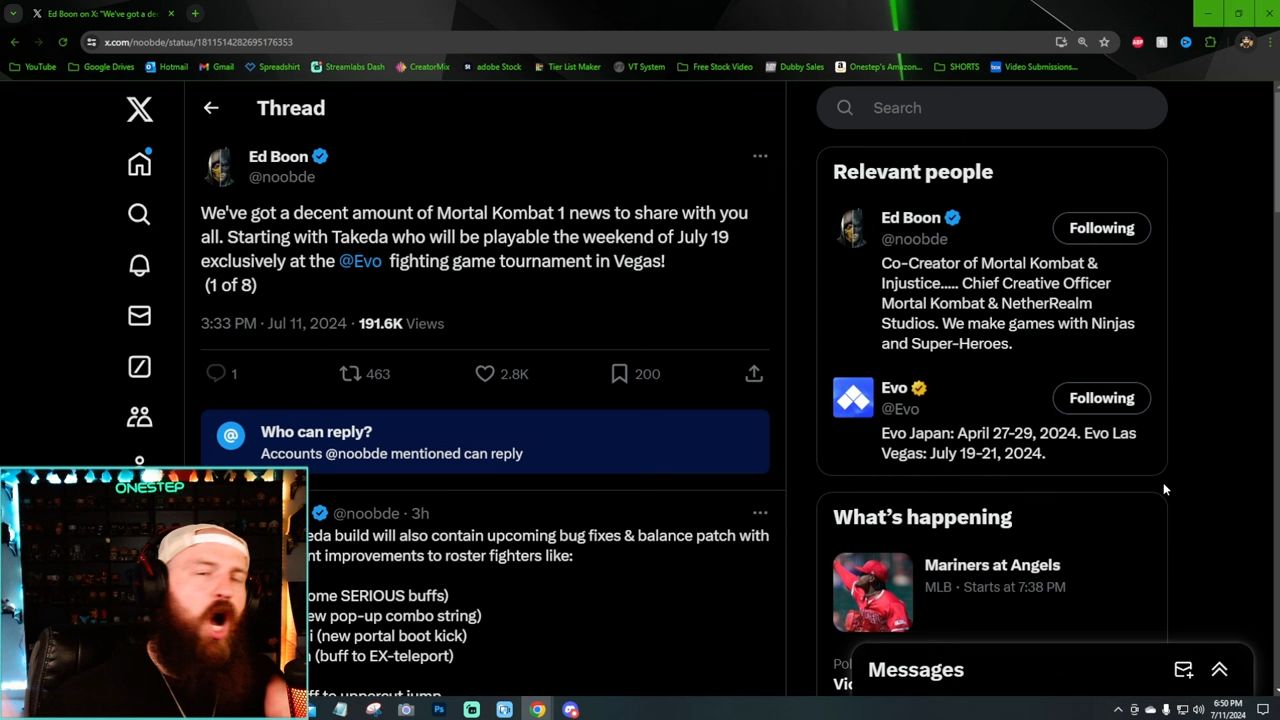 Ed Boon on X: "We've got a de
x.com/noobde/status/1811514282695176353
YouTube
Google Drives
Hotmail
Gmail
Spreadshirt
Streamlabs Dash
CreatorMix
adobe Stock
Tier List Maker
VT System
Free Stock Video
Dubby Sales
Onestep's Amazon...
SHORTS
Video Submissions...
Thread
Ed Boon
@noobde
We've got a decent amount of Mortal Kombat 1 news to share with you
all. Starting with Takeda who will be playable the weekend of July 19
exclusively at the @Evo fighting game tournament in Vegas!
(1 of 8)
3:33 PM · Jul 11, 2024 · 191.6K Views
1
463
2.8K
200
Who can reply?
Accounts @noobde mentioned can reply
@noobde · 3h
eda build will also contain upcoming bug fixes & balance patch with
nt improvements to roster fighters like:
ome SERIOUS buffs)
ew pop-up combo string)
i (new portal boot kick)
(buff to EX-teleport)
ff to uppercut jump
ONESTEP
Search
Relevant people
Ed Boon
@noobde
Following
Co-Creator of Mortal Kombat &
Injustice..... Chief Creative Officer
Mortal Kombat & NetherRealm
Studios. We make games with Ninjas
and Super-Heroes.
Evo
@Evo
Following
Evo Japan: April 27-29, 2024. Evo Las
Vegas: July 19-21, 2024.
What's happening
Mariners at Angels
MLB · Starts at 7:38 PM
Pol
Vic
Messages
6:50 PM
7/11/2024